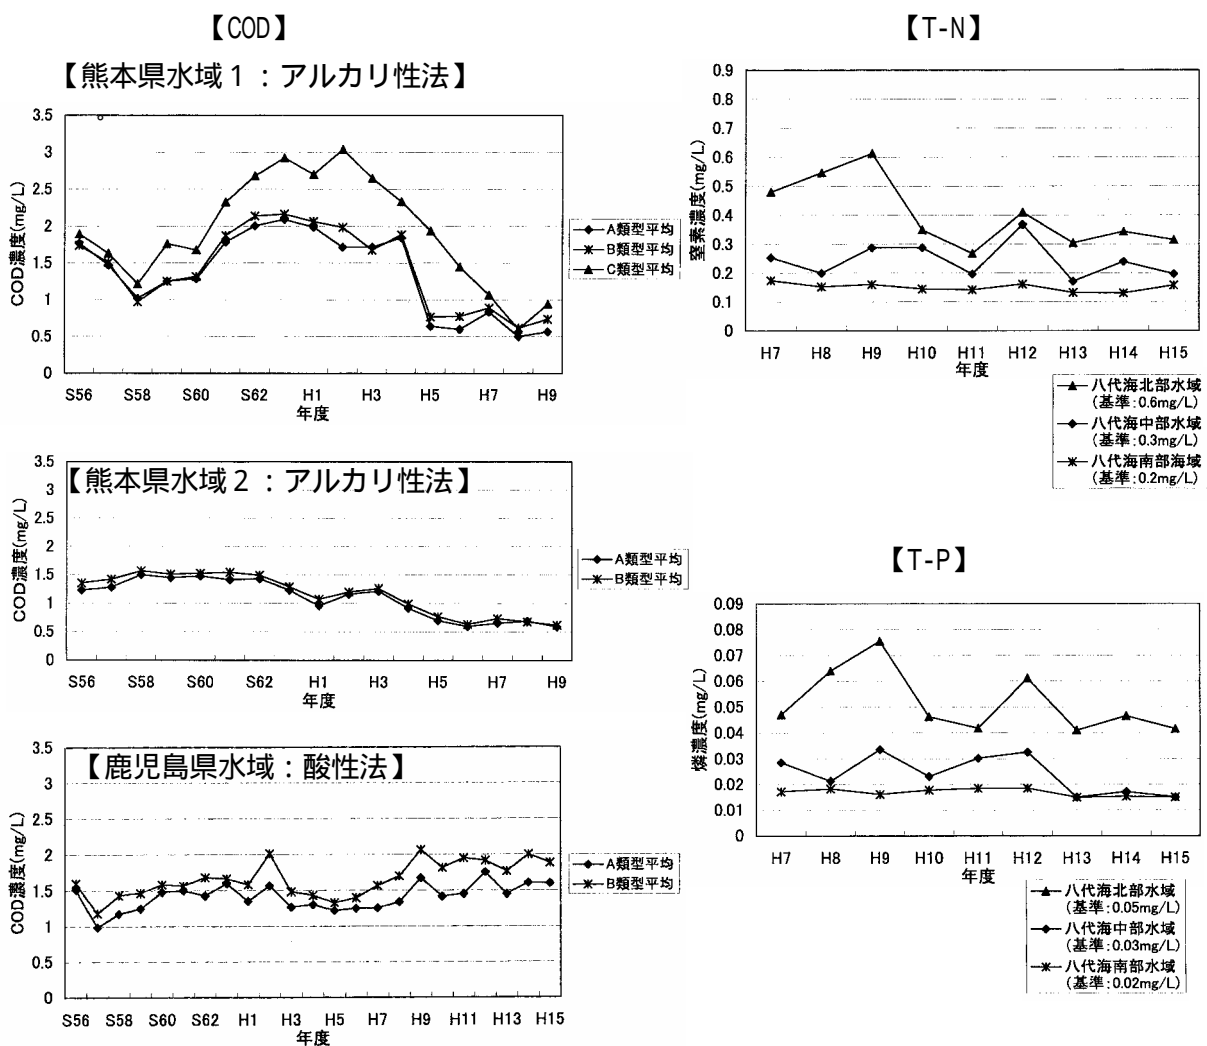 【COD】
【熊本県水域1：アルカリ性法】
3.5
3
2.5
2
1.5
1
0.5
0
COD濃度(mg/L)
S56 S58 S60 S62 H1 H3 H5 H7 H9
年度
A類型平均
B類型平均
C類型平均
【熊本県水域2：アルカリ性法】
3.5
3
2.5
2
1.5
1
0.5
0
COD濃度(mg/L)
S56 S58 S60 S62 H1 H3 H5 H7 H9
年度
A類型平均
B類型平均
【鹿児島県水域：酸性法】
3.5
3
2.5
2
1.5
1
0.5
0
COD濃度(mg/L)
S56 S58 S60 S62 H1 H3 H5 H7 H9 H11 H13 H15
年度
A類型平均
B類型平均
【T-N】
0.9
0.8
0.7
0.6
0.5
0.4
0.3
0.2
0.1
0
窒素濃度(mg/L)
H7 H8 H9 H10 H11 H12 H13 H14 H15
年度
八代海北部水域
(基準:0.6mg/L)
八代海中部水域
(基準:0.3mg/L)
八代海南部海域
(基準:0.2mg/L)
【T-P】
0.09
0.08
0.07
0.06
0.05
0.04
0.03
0.02
0.01
0
燐濃度(mg/L)
H7 H8 H9 H10 H11 H12 H13 H14 H15
年度
八代海北部水域
(基準:0.05mg/L)
八代海中部水域
(基準:0.03mg/L)
八代海南部水域
(基準:0.02mg/L)